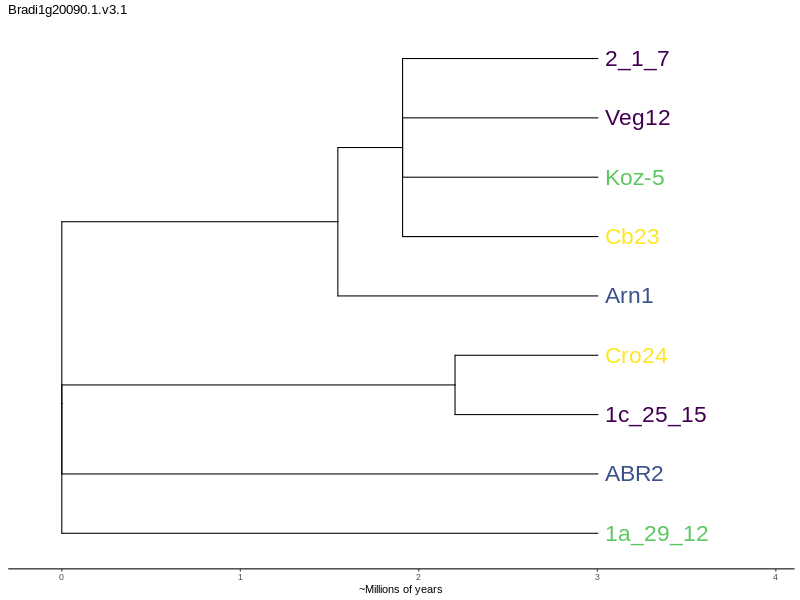 Bradi1g20090.1.v3.1
2_1_7
Veg12
Koz-5
Cb23
Arn1
Cro24
1c_25_15
ABR2
1a_29_12
0 1 2 3 4
~Millions of years